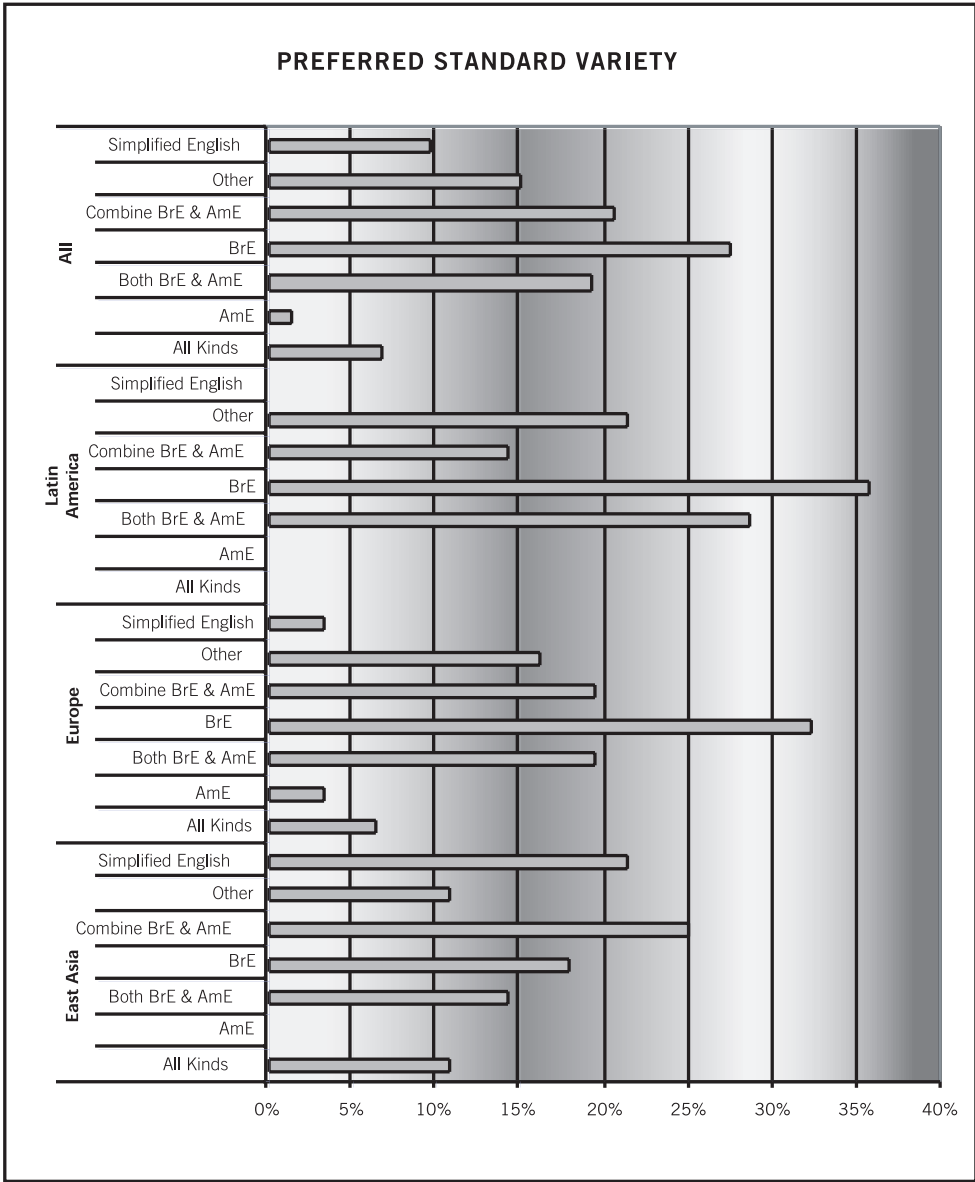 PREFERRED STANDARD VARIETY
All
Simplified English
Other
Combine BrE & AmE
BrE
Both BrE & AmE
AmE
All Kinds
Latin
America
Simplified English
Other
Combine BrE & AmE
BrE
Both BrE & AmE
AmE
All Kinds
Europe
Simplified English
Other
Combine BrE & AmE
BrE
Both BrE & AmE
AmE
All Kinds
East Asia
Simplified English
Other
Combine BrE & AmE
BrE
Both BrE & AmE
AmE
All Kinds
0% 5% 10% 15% 20% 25% 30% 35% 40%